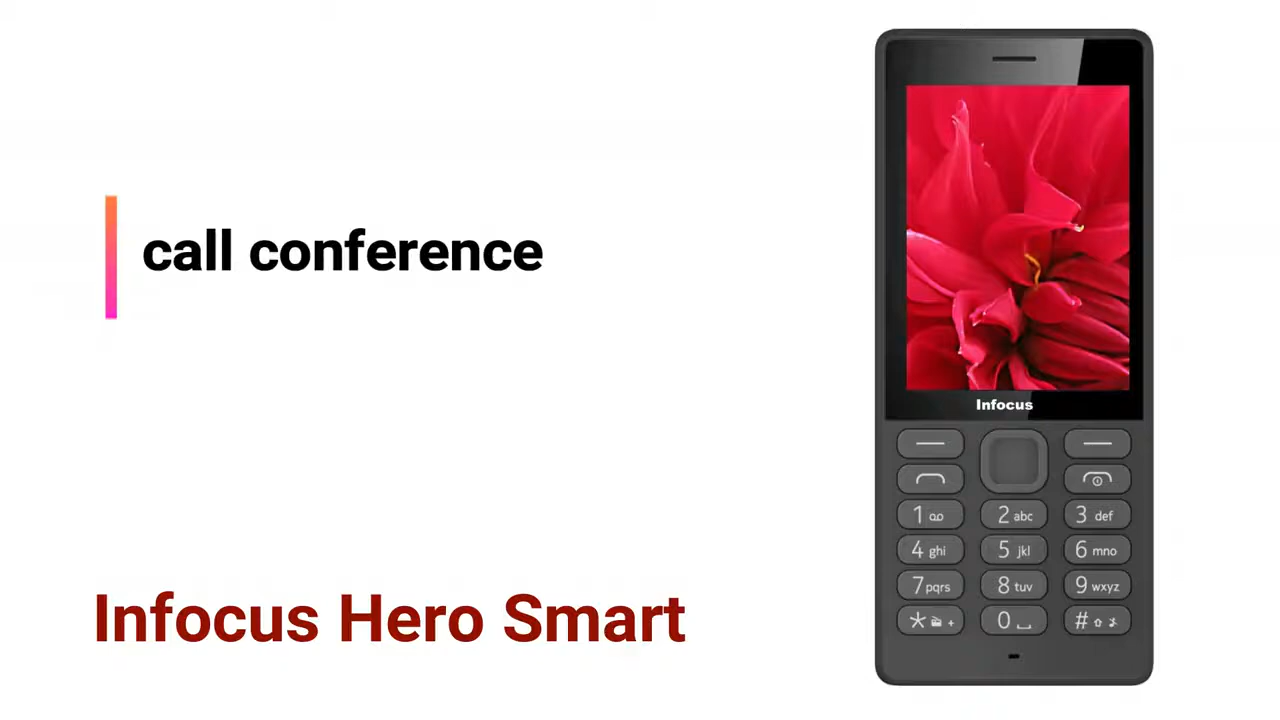 call conference
Infocus Hero Smart
Infocus
1
2 abc
3 def
4 ghi
5 jkl
6 mno
7 pqrs
8 tuv
9 wxyz
* +
0
#